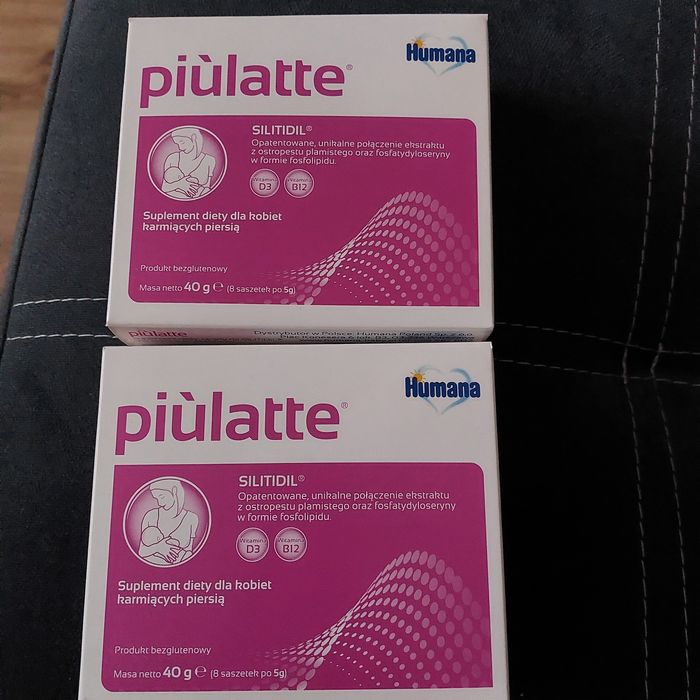 Humana
piùlatte®
SILITIDIL®
Opatentowane, unikalne połączenie ekstraktu
z ostropestu plamistego oraz fosfatydyloseryny
w formie fosfolipidu.
Witamina D3
Witamina B12
Suplement diety dla kobiet
karmiących piersią
Produkt bezglutenowy
Masa netto 40 g ℮ (8 saszetek po 5g)
piùlatte
Dystrybutor w Polsce: Humana Poland Sp. z o.o.
Humana
piùlatte®
SILITIDIL®
Opatentowane, unikalne połączenie ekstraktu
z ostropestu plamistego oraz fosfatydyloseryny
w formie fosfolipidu.
Witamina D3
Witamina B12
Suplement diety dla kobiet
karmiących piersią
Produkt bezglutenowy
Masa netto 40 g ℮ (8 saszetek po 5g)